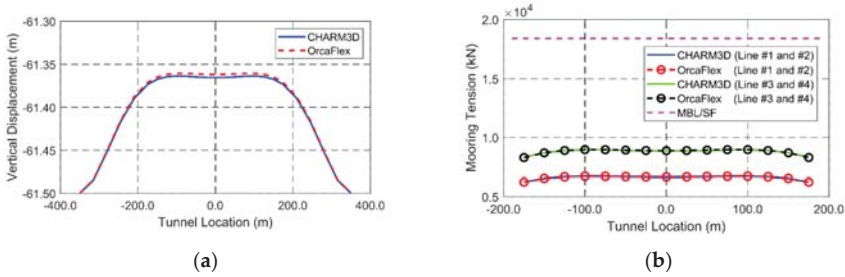 -61.30
-61.35
-61.40
-61.45
-61.50
Vertical Displacement (m)
CHARM3D
OrcaFlex
-400.0 -200.0 0.0 200.0 400.0
Tunnel Location (m)
(a)
×10⁴
2.0
1.5
1.0
0.5
Mooring Tension (kN)
CHARM3D (Line #1 and #2)
OrcaFlex (Line #1 and #2)
CHARM3D (Line #3 and #4)
OrcaFlex (Line #3 and #4)
MBL/SF
-200.0 -100.0 0.0 100.0 200.0
Tunnel Location (m)
(b)